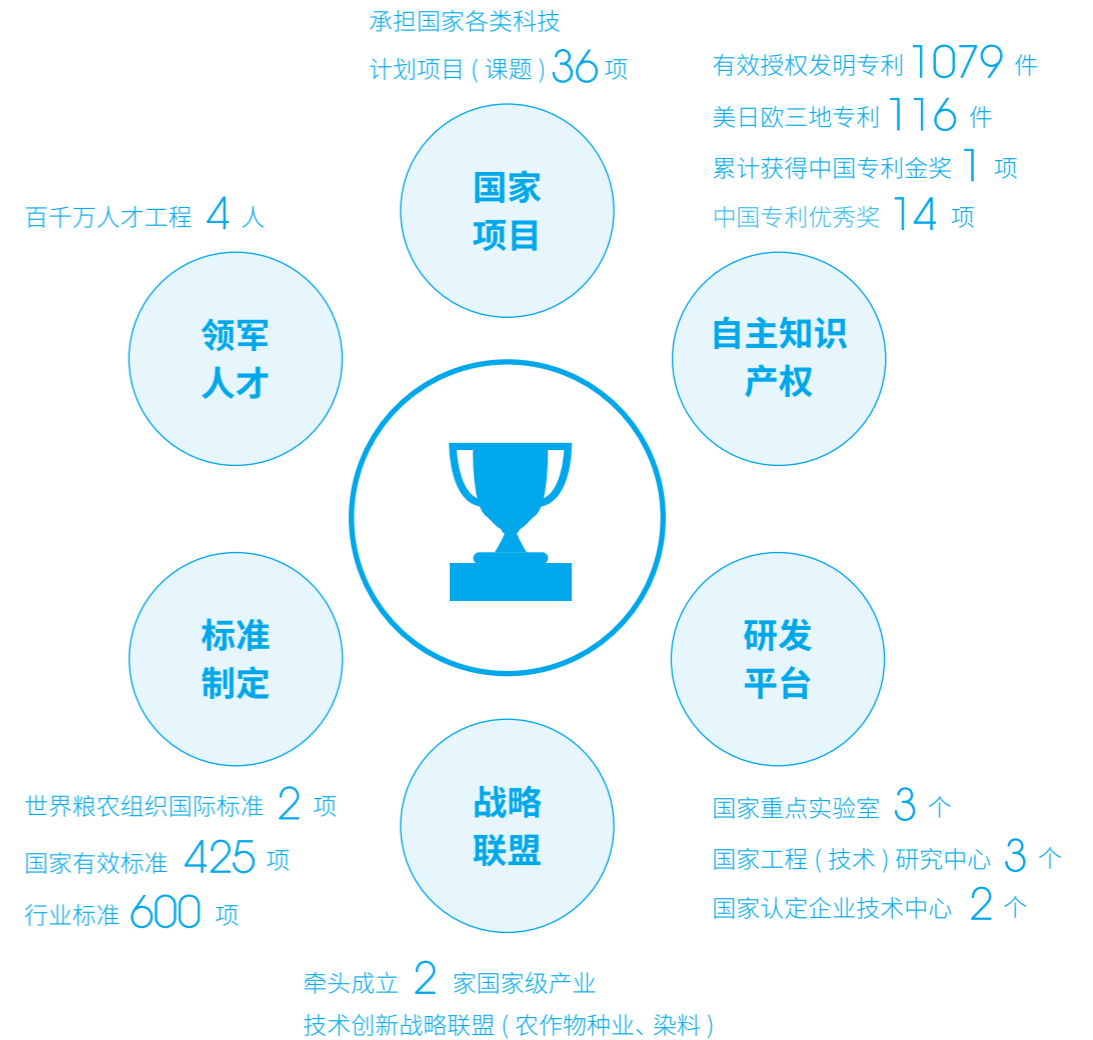 承担国家各类科技
计划项目 ( 课题 ) 36 项
国家
项目
有效授权发明专利 1079 件
美日欧三地专利 116 件
累计获得中国专利金奖 1 项
中国专利优秀奖 14 项
自主知识
产权
百千万人才工程 4 人
领军
人才
标准
制定
世界粮农组织国际标准 2 项
国家有效标准 425 项
行业标准 600 项
研发
平台
国家重点实验室 3 个
国家工程 ( 技术 ) 研究中心 3 个
国家认定企业技术中心 2 个
战略
联盟
牵头成立 2 家国家级产业
技术创新战略联盟 ( 农作物种业、染料 )